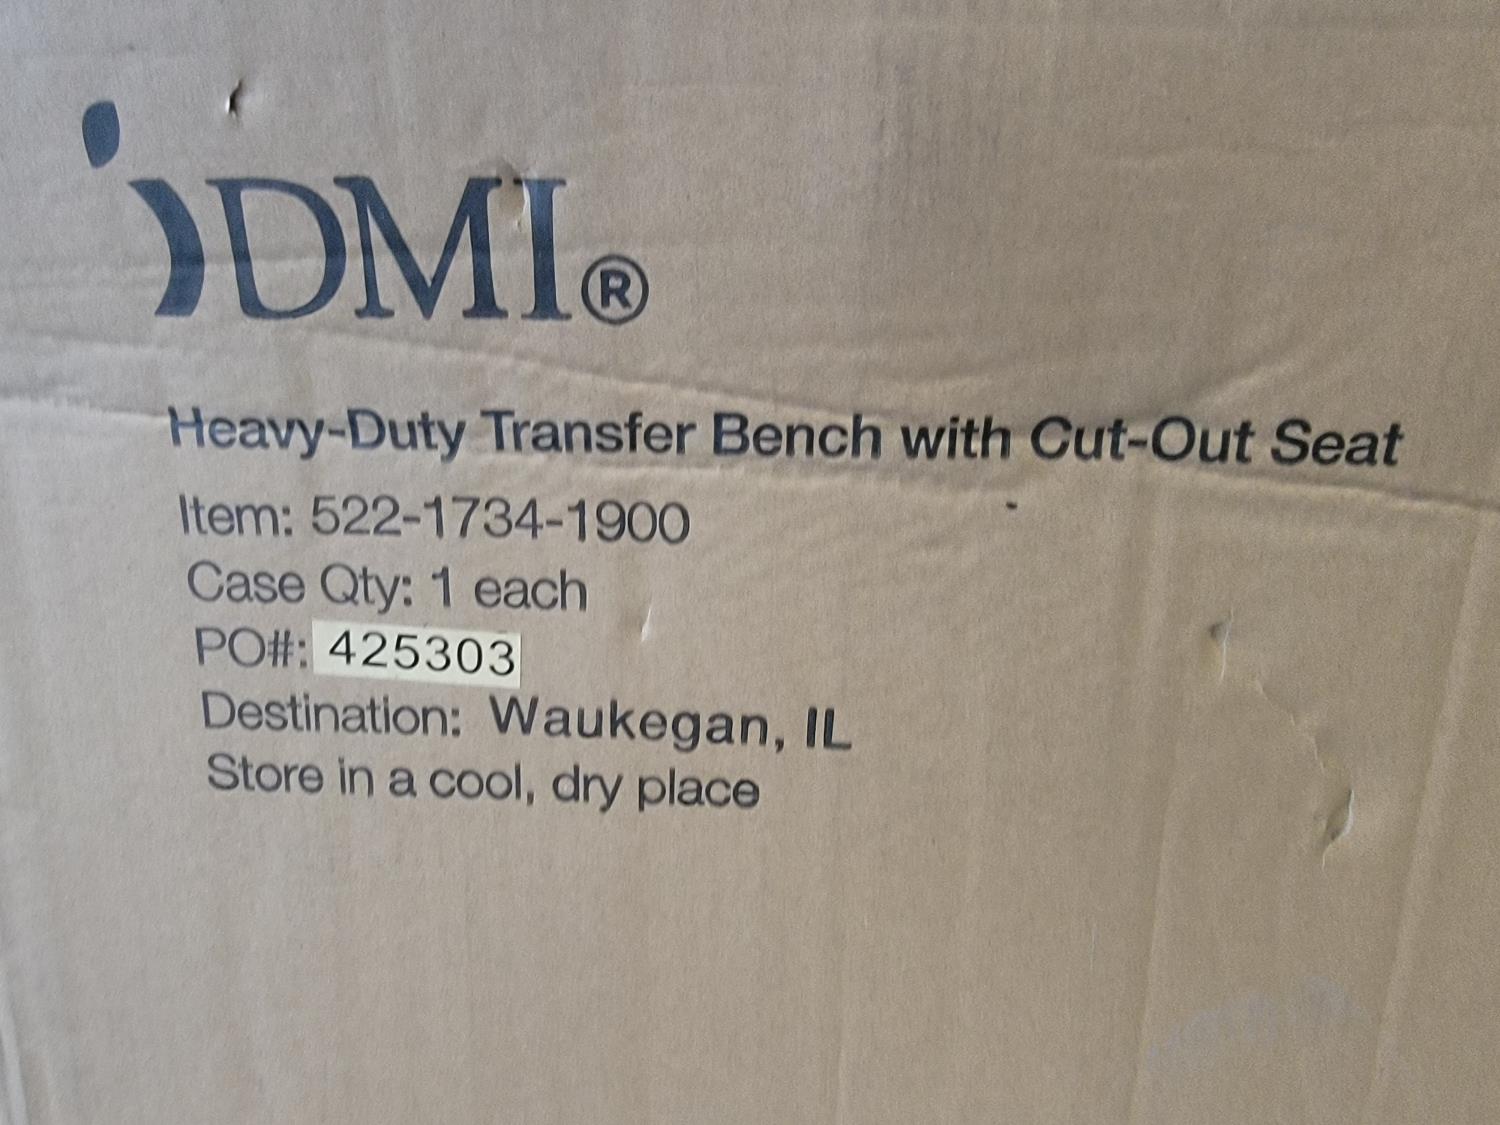 DMI®
Heavy-Duty Transfer Bench with Cut-Out Seat
Item: 522-1734-1900
Case Qty: 1 each
PO#: 425303
Destination: Waukegan, IL
Store in a cool, dry place